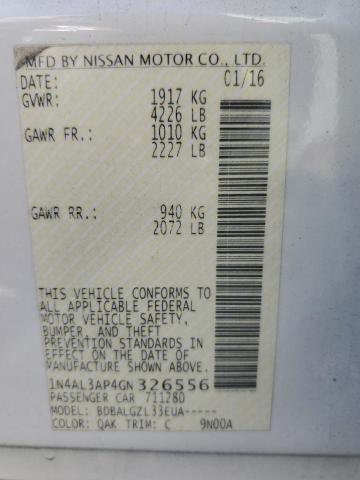 MFD BY NISSAN MOTOR CO., LTD.
DATE: 01/16
GVWR: 1917 KG
4226 LB
GAWR FR.: 1010 KG
2227 LB
GAWR RR.: 940 KG
2072 LB
THIS VEHICLE CONFORMS TO
ALL APPLICABLE FEDERAL
MOTOR VEHICLE SAFETY,
BUMPER, AND THEFT
PREVENTION STANDARDS IN
EFFECT ON THE DATE OF
MANUFACTURE SHOWN ABOVE.
1N4AL3AP4GN 326556
PASSENGER CAR 711280
MODEL: BDBALGZL33EUA-----
COLOR: QAK TRIM: C 9N00A